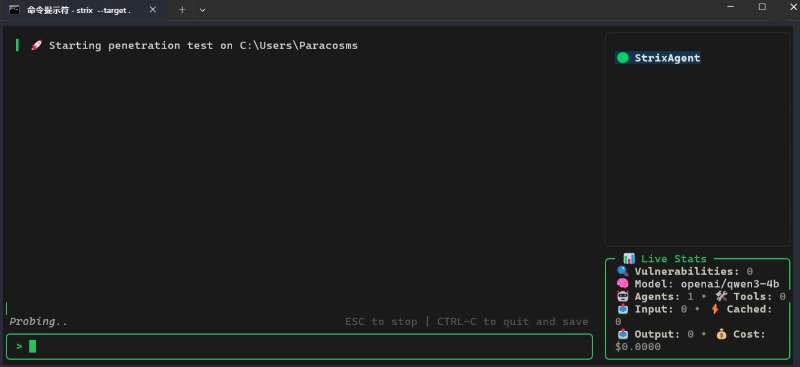 命令提示符 - strix --target .
Starting penetration test on C:\Users\Paracosms
StrixAgent
Live Stats
Vulnerabilities: 0
Model: openai/qwen3-4b
Agents: 1 • Tools: 0
Input: 0 • Cached:
0
Output: 0 • Cost:
$0.0000
Probing..
ESC to stop | CTRL-C to quit and save
>